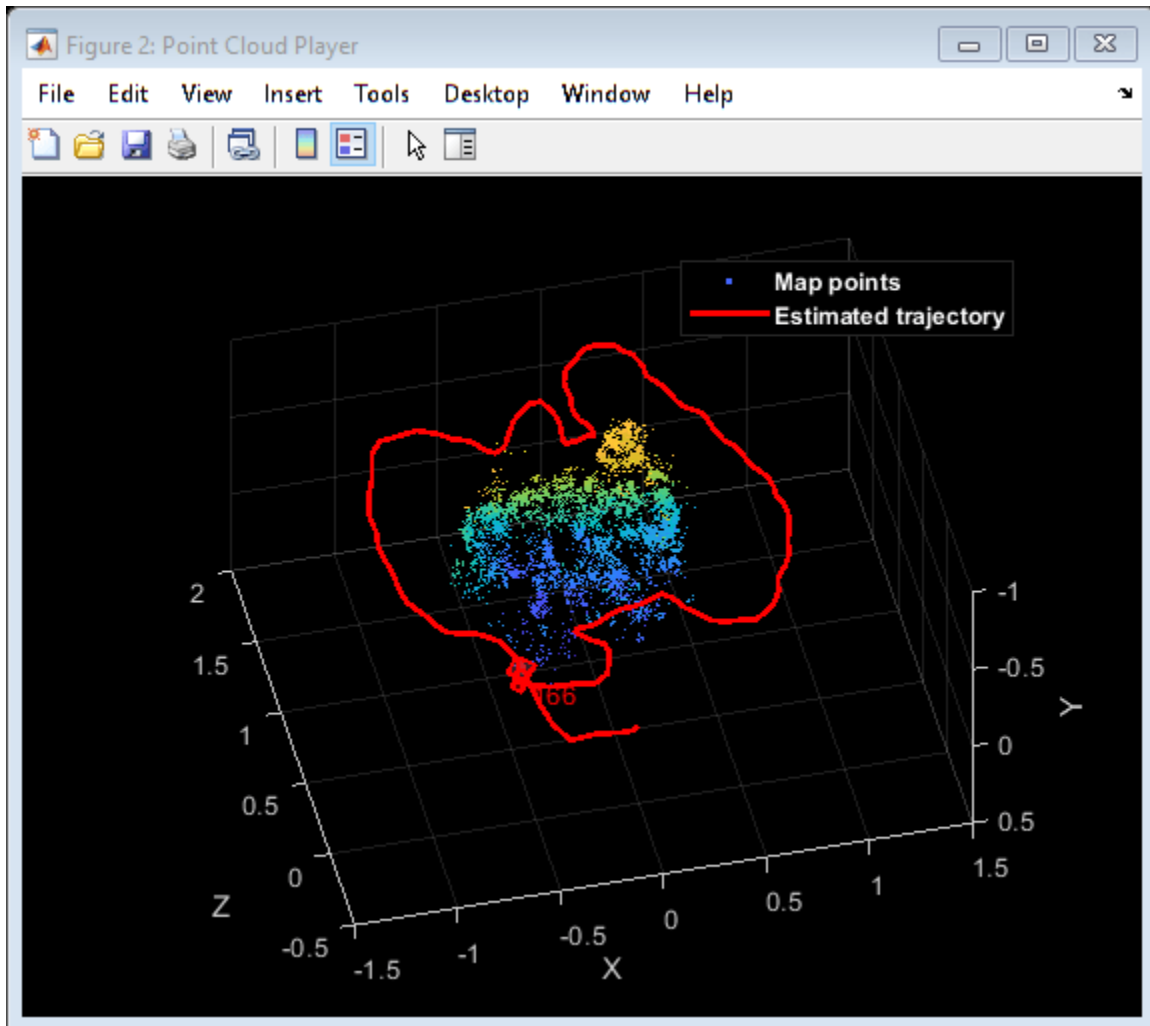 Figure 2: Point Cloud Player
File Edit View Insert Tools Desktop Window Help
Map points
Estimated trajectory
2
1.5
1
0.5
0
-0.5
Z
-1.5
-1
-0.5
0
0.5
1
1.5
X
-1
-0.5
0
0.5
Y